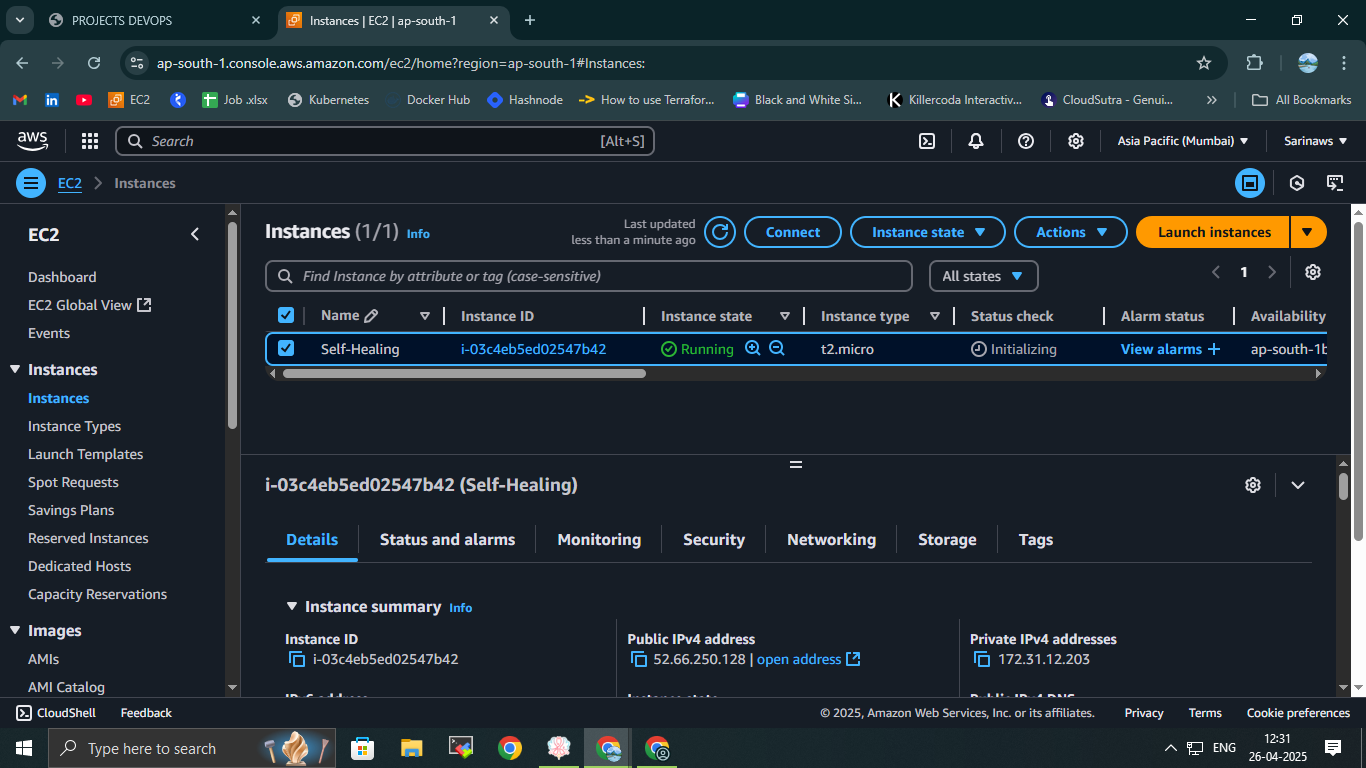 PROJECTS DEVOPS
Instances | EC2 | ap-south-1
ap-south-1.console.aws.amazon.com/ec2/home?region=ap-south-1#Instances:
EC2 Job .xlsx Kubernetes Docker Hub Hashnode How to use Terrafor... Black and White Si... Killercoda Interactiv... CloudSutra - Genui... » All Bookmarks
aws Search [Alt+S] Asia Pacific (Mumbai) Sarinaws
EC2 Instances
EC2
Dashboard
EC2 Global View
Events
Instances
Instances
Instance Types
Launch Templates
Spot Requests
Savings Plans
Reserved Instances
Dedicated Hosts
Capacity Reservations
Images
AMIs
AMI Catalog
Instances (1/1) Info
Last updated
less than a minute ago
Connect Instance state Actions Launch instances
Find Instance by attribute or tag (case-sensitive) All states 1
Name Instance ID Instance state Instance type Status check Alarm status Availability
Self-Healing i-03c4eb5ed02547b42 Running t2.micro Initializing View alarms + ap-south-1b
i-03c4eb5ed02547b42 (Self-Healing)
Details Status and alarms Monitoring Security Networking Storage Tags
Instance summary Info
Instance ID
i-03c4eb5ed02547b42
Public IPv4 address
52.66.250.128 | open address
Private IPv4 addresses
172.31.12.203
IPv6 address
Instance state
Public IPv4 DNS
CloudShell Feedback © 2025, Amazon Web Services, Inc. or its affiliates. Privacy Terms Cookie preferences
Type here to search
ENG
12:31
26-04-2025